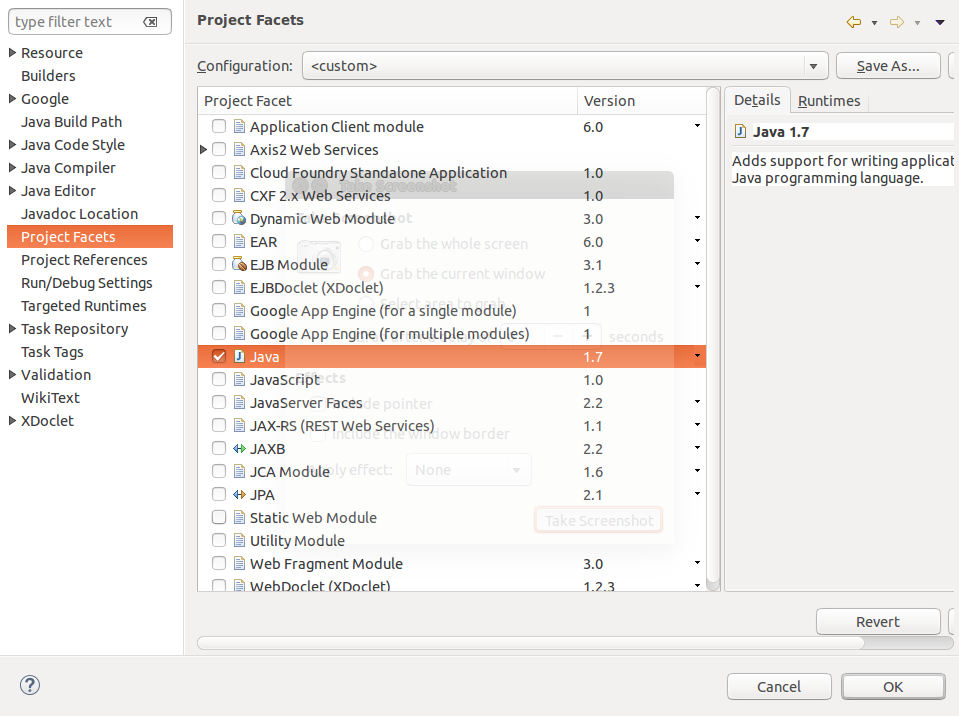 type filter text
Project Facets
Resource
Builders
Google
Java Build Path
Java Code Style
Java Compiler
Java Editor
Javadoc Location
Project Facets
Project References
Run/Debug Settings
Targeted Runtimes
Task Repository
Task Tags
Validation
WikiText
XDoclet
Configuration: <custom> Save As...
Project Facet Version
Application Client module 6.0
Axis2 Web Services
Cloud Foundry Standalone Application 1.0
CXF 2.x Web Services 1.0
Dynamic Web Module 3.0
EAR 6.0
EJB Module 3.1
EJBDoclet (XDoclet) 1.2.3
Google App Engine (for a single module) 1
Google App Engine (for multiple modules) 1
Java 1.7
JavaScript 1.0
JavaServer Faces 2.2
JAX-RS (REST Web Services) 1.1
JAXB 2.2
JCA Module 1.6
JPA 2.1
Static Web Module
Utility Module
Web Fragment Module 3.0
WebDoclet (XDoclet) 1.2.3
Take Screenshot
Grab the whole screen
Grab the current window
Select area to grab
seconds
Effects
pointer
Include the window border
Apply effect: None
Take Screenshot
Details Runtimes
Java 1.7
Adds support for writing applicat
Java programming language.
Revert
Cancel OK